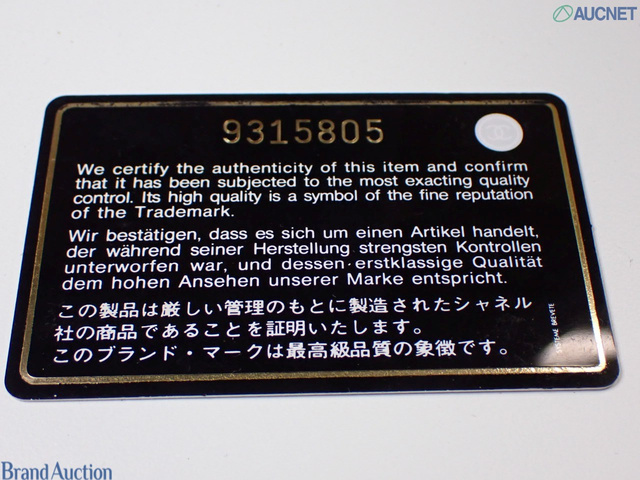 AUCNET
9315805
We certify the authenticity of this item and confirm
that it has been subjected to the most exacting quality
control. Its high quality is a symbol of the fine reputation
of the Trademark.
Wir bestätigen, dass es sich um einen Artikel handelt,
der während seiner Herstellung strengsten Kontrollen
unterworfen war, und dessen erstklassige Qualität
dem hohen Ansehen unserer Marke entspricht.
この製品は厳しい管理のもとに製造されたシャネル
社の商品であることを証明いたします。
このブランド・マークは最高級品質の象徴です。
SYSTEME BREVETE
Brand Auction